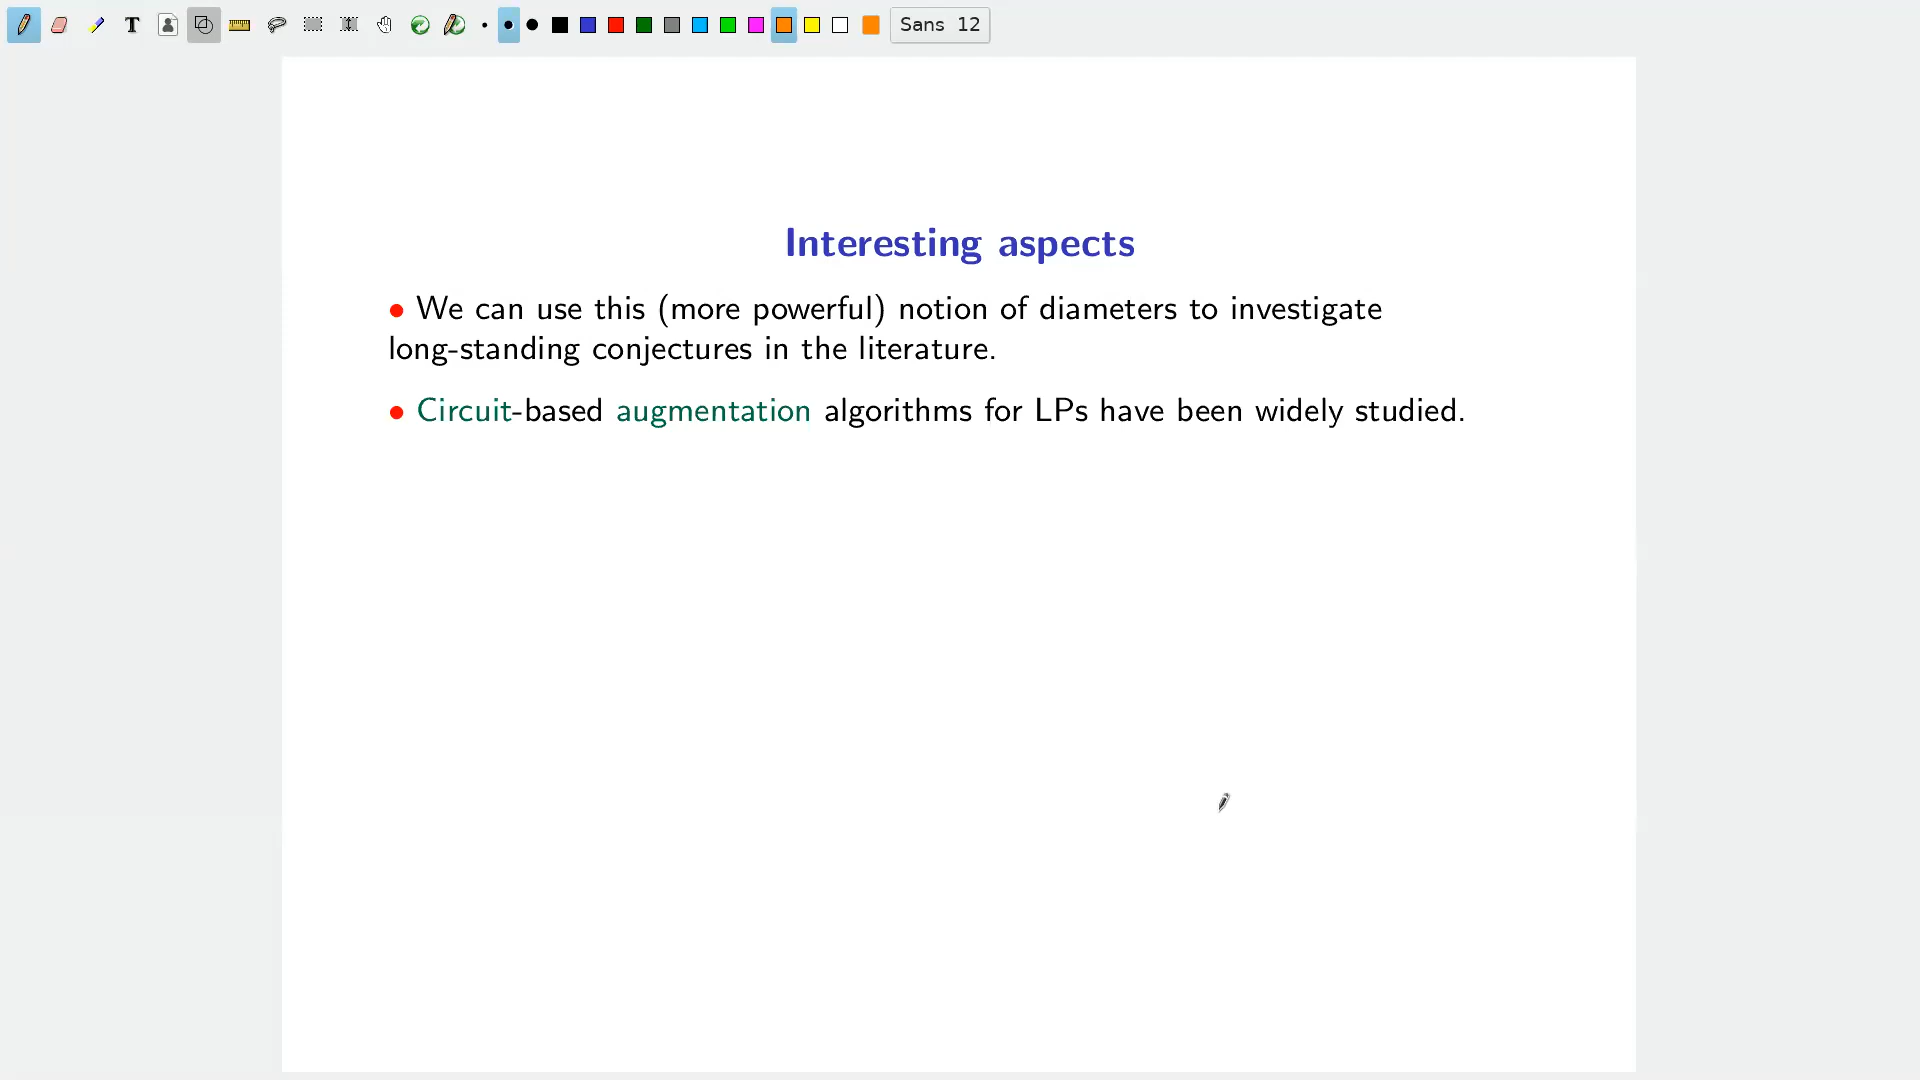 T Sans 12
Interesting aspects
• We can use this (more powerful) notion of diameters to investigate
long-standing conjectures in the literature.
• Circuit-based augmentation algorithms for LPs have been widely studied.